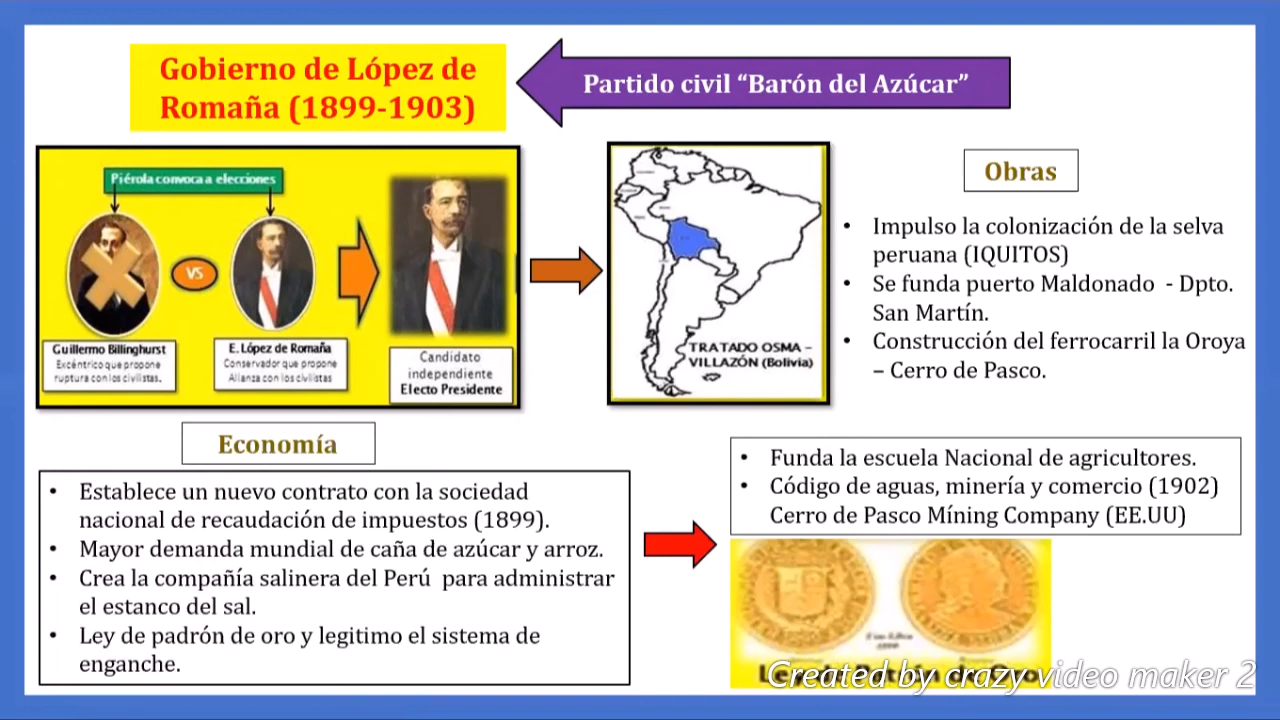 Gobierno de López de
Romaña (1899-1903)
Partido civil “Barón del Azúcar”
Piérola convoca a elecciones
VS
Guillermo Billinghurst
Excéntrico que propone
ruptura con los civilistas.
E. López de Romaña
Conservador que propone
Alianza con los civilistas
Candidato
independiente
Electo Presidente
TRATADO OSMA –
VILLAZÓN (Bolivia)
Obras
• Impulso la colonización de la selva
peruana (IQUITOS)
• Se funda puerto Maldonado - Dpto.
San Martín.
• Construcción del ferrocarril la Oroya
– Cerro de Pasco.
Economía
• Establece un nuevo contrato con la sociedad
nacional de recaudación de impuestos (1899).
• Mayor demanda mundial de caña de azúcar y arroz.
• Crea la compañía salinera del Perú para administrar
el estanco del sal.
• Ley de padrón de oro y legitimo el sistema de
enganche.
• Funda la escuela Nacional de agricultores.
• Código de aguas, minería y comercio (1902)
Cerro de Pasco Míning Company (EE.UU)
Created by crazy video maker 2